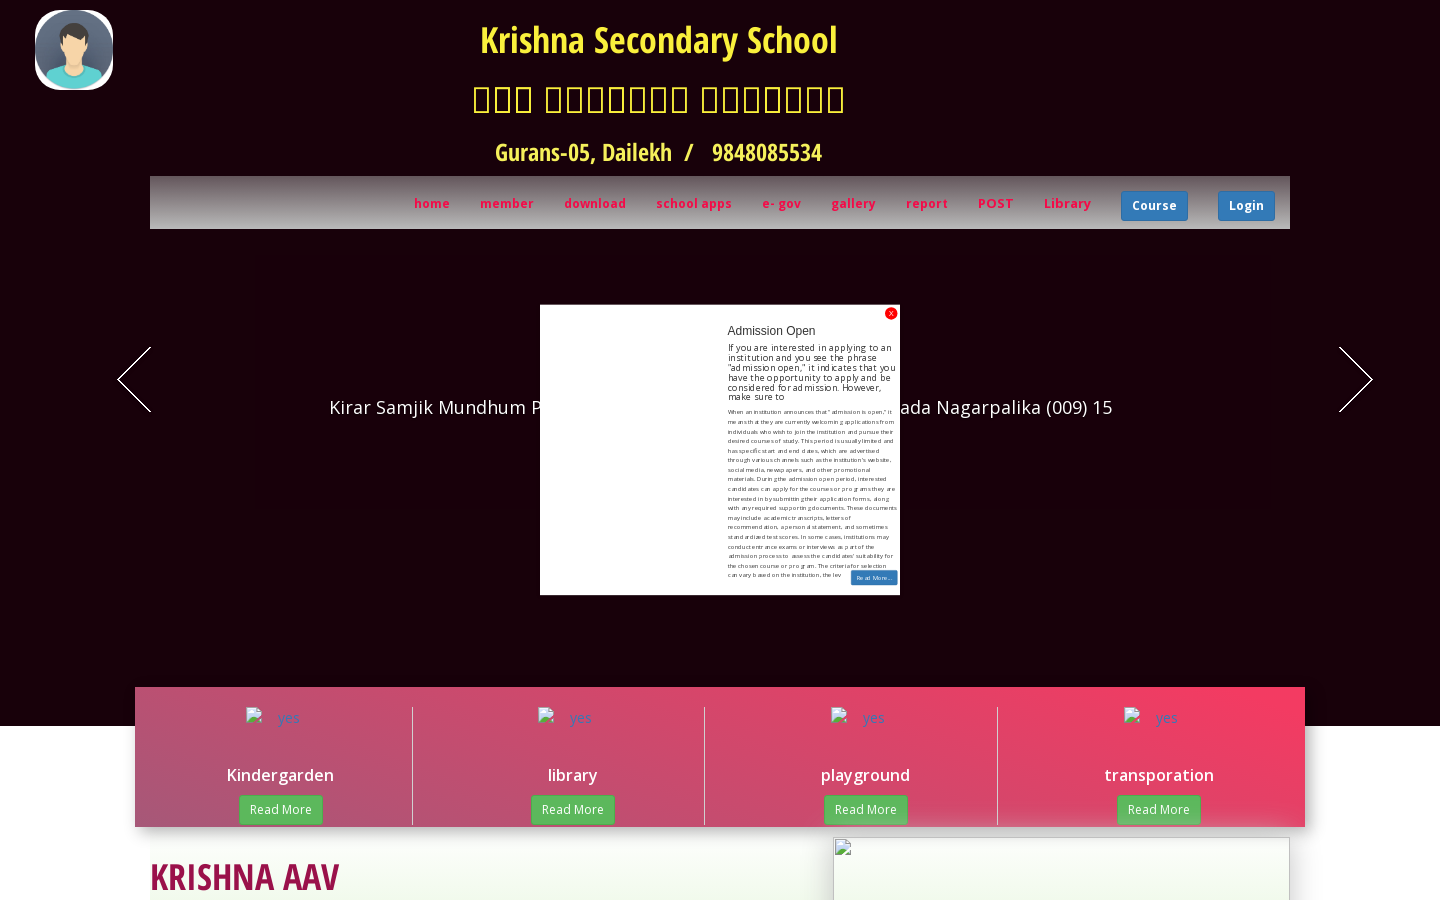 Krishna Secondary School
Gurans-05, Dailekh / 9848085534
home member download school apps e- gov gallery report POST Library Course Login
X
Admission Open
If you are interested in applying to an
institution and you see the phrase
"admission open," it indicates that you
have the opportunity to apply and be
considered for admission. However,
make sure to
Kirar Samjik Mundhum P
ada Nagarpalika (009) 15
When an institution announces that "admission is open," it
means that they are currently welcoming applications from
individuals who wish to join the institution and pursue their
desired courses of study. This period is usually limited and
has specific start and end dates, which are advertised
through various channels such as the institution's website,
social media, newspapers, and other promotional
materials. During the admission open period, interested
candidates can apply for the courses or programs they are
interested in by submitting their application forms, along
with any required supporting documents. These documents
may include academic transcripts, letters of
recommendation, a personal statement, and sometimes
standardized test scores. In some cases, institutions may
conduct entrance exams or interviews as part of the
admission process to assess the candidates' suitability for
the chosen course or program. The criteria for selection
can vary based on the institution, the lev
Read More...
yes yes yes yes
Kindergarden library playground transporation
Read More Read More Read More Read More
KRISHNA AAV